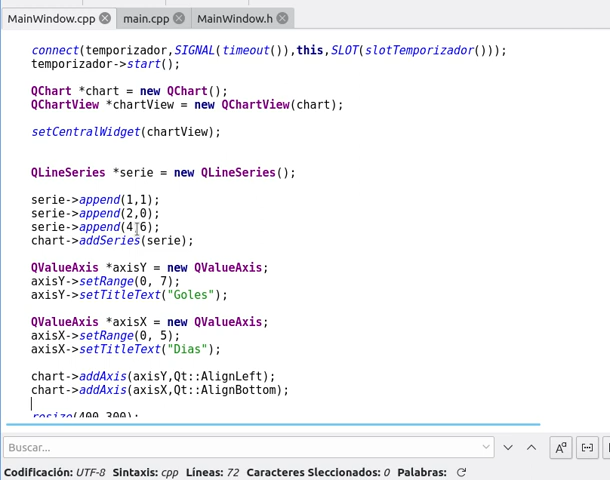 MainWindow.cpp main.cpp MainWindow.h
connect(temporizador,SIGNAL(timeout()),this,SLOT(slotTemporizador()));
temporizador->start();
QChart *chart = new QChart();
QChartView *chartView = new QChartView(chart);
setCentralWidget(chartView);
QLineSeries *serie = new QLineSeries();
serie->append(1,1);
serie->append(2,0);
serie->append(4,6);
chart->addSeries(serie);
QValueAxis *axisY = new QValueAxis;
axisY->setRange(0, 7);
axisY->setTitleText("Goles");
QValueAxis *axisX = new QValueAxis;
axisX->setRange(0, 5);
axisX->setTitleText("Dias");
chart->addAxis(axisY,Qt::AlignLeft);
chart->addAxis(axisX,Qt::AlignBottom);
resize(400,300);
Buscar...
Codificación: UTF-8 Sintaxis: cpp Líneas: 72 Caracteres Sleccionados: 0 Palabras: